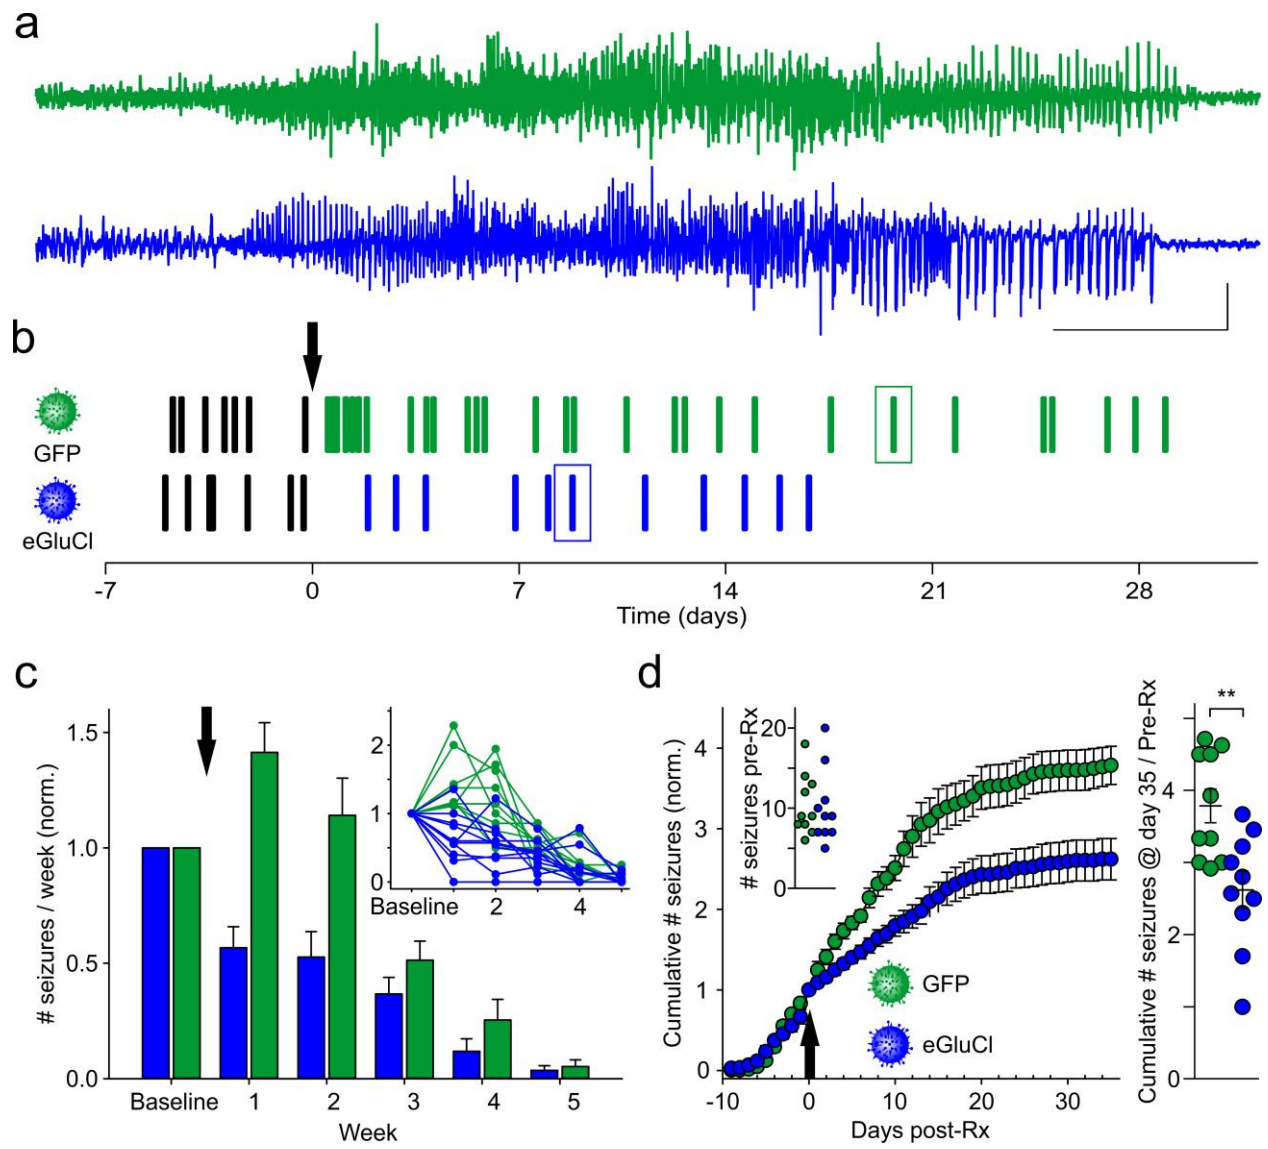 a
b
GFP
eGluCl
-7 0 7 14 21 28
Time (days)
c
# seizures / week (norm.)
1.5
1.0
0.5
0.0
Baseline 1 2 3 4 5
Week
2
1
0
Baseline 2 4
d
Cumulative # seizures (norm.)
4
3
2
1
0
-10 0 10 20 30
Days post-Rx
# seizures pre-Rx
20
10
0
GFP
eGluCl
Cumulative # seizures @ day 35 / Pre-Rx
**
4
2
0